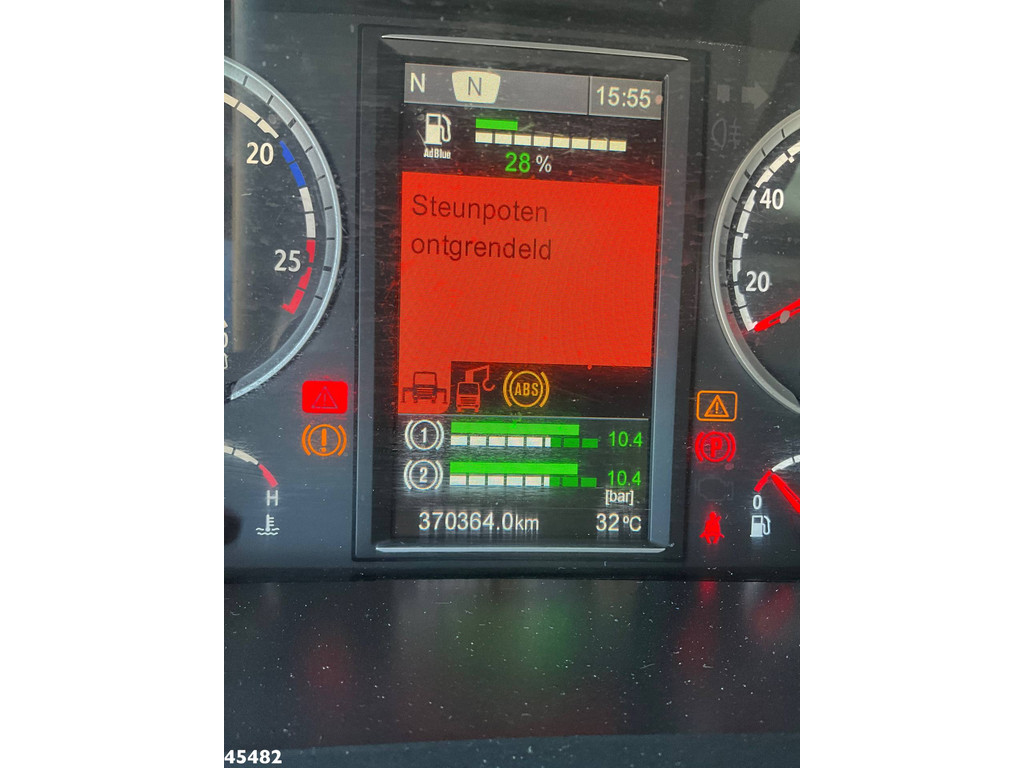 N N 15:55
AdBlue
28 %
20
25
Steunpoten
ontgrendeld
40
20
ABS
1 10.4
2 10.4
[bar]
370364.0km 32°C
H
P
0
45482